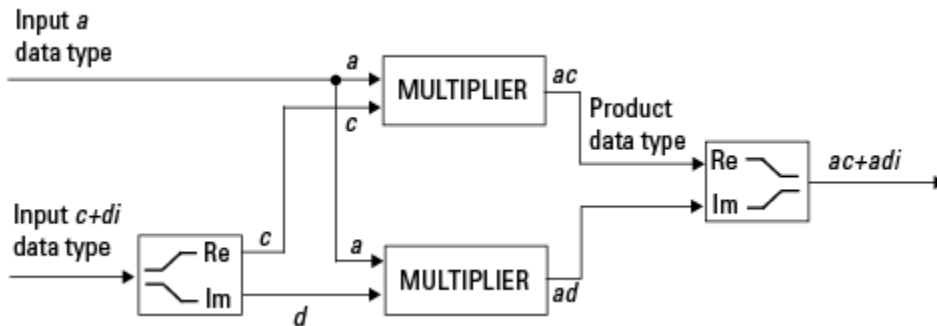 Input a
data type
a
c
MULTIPLIER
ac
Product
data type
Re
Im
ac+adi
Input c+di
data type
Re
Im
c
d
a
MULTIPLIER
ad